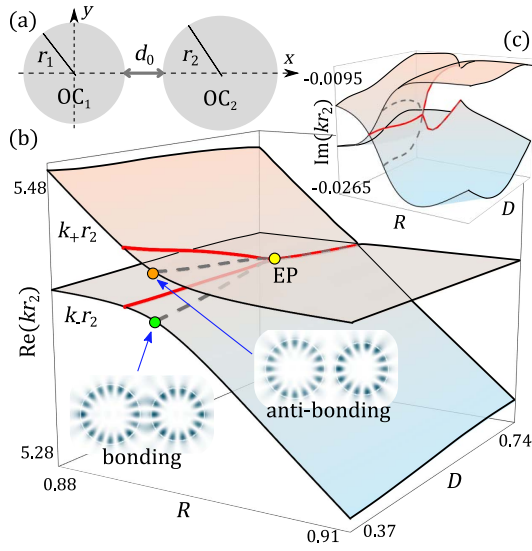 (a)
y
r₁
d₀
r₂
x
OC₁
OC₂
(c)
-0.0095
Im(kr₂)
-0.0265
R
D
(b)
5.48
k₊r₂
EP
k₋r₂
Re(kr₂)
anti-bonding
bonding
5.28
0.88
R
0.91
0.37
D
0.74